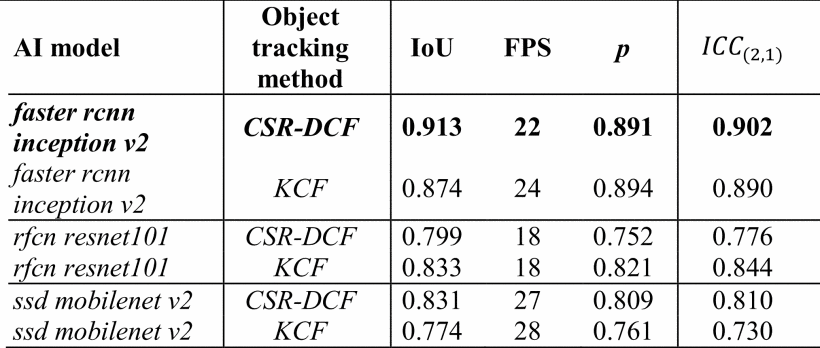 AI model Object tracking method IoU FPS p ICC(2,1)
faster rcnn inception v2 CSR-DCF 0.913 22 0.891 0.902
faster rcnn inception v2 KCF 0.874 24 0.894 0.890
rfcn resnet101 CSR-DCF 0.799 18 0.752 0.776
rfcn resnet101 KCF 0.833 18 0.821 0.844
ssd mobilenet v2 CSR-DCF 0.831 27 0.809 0.810
ssd mobilenet v2 KCF 0.774 28 0.761 0.730